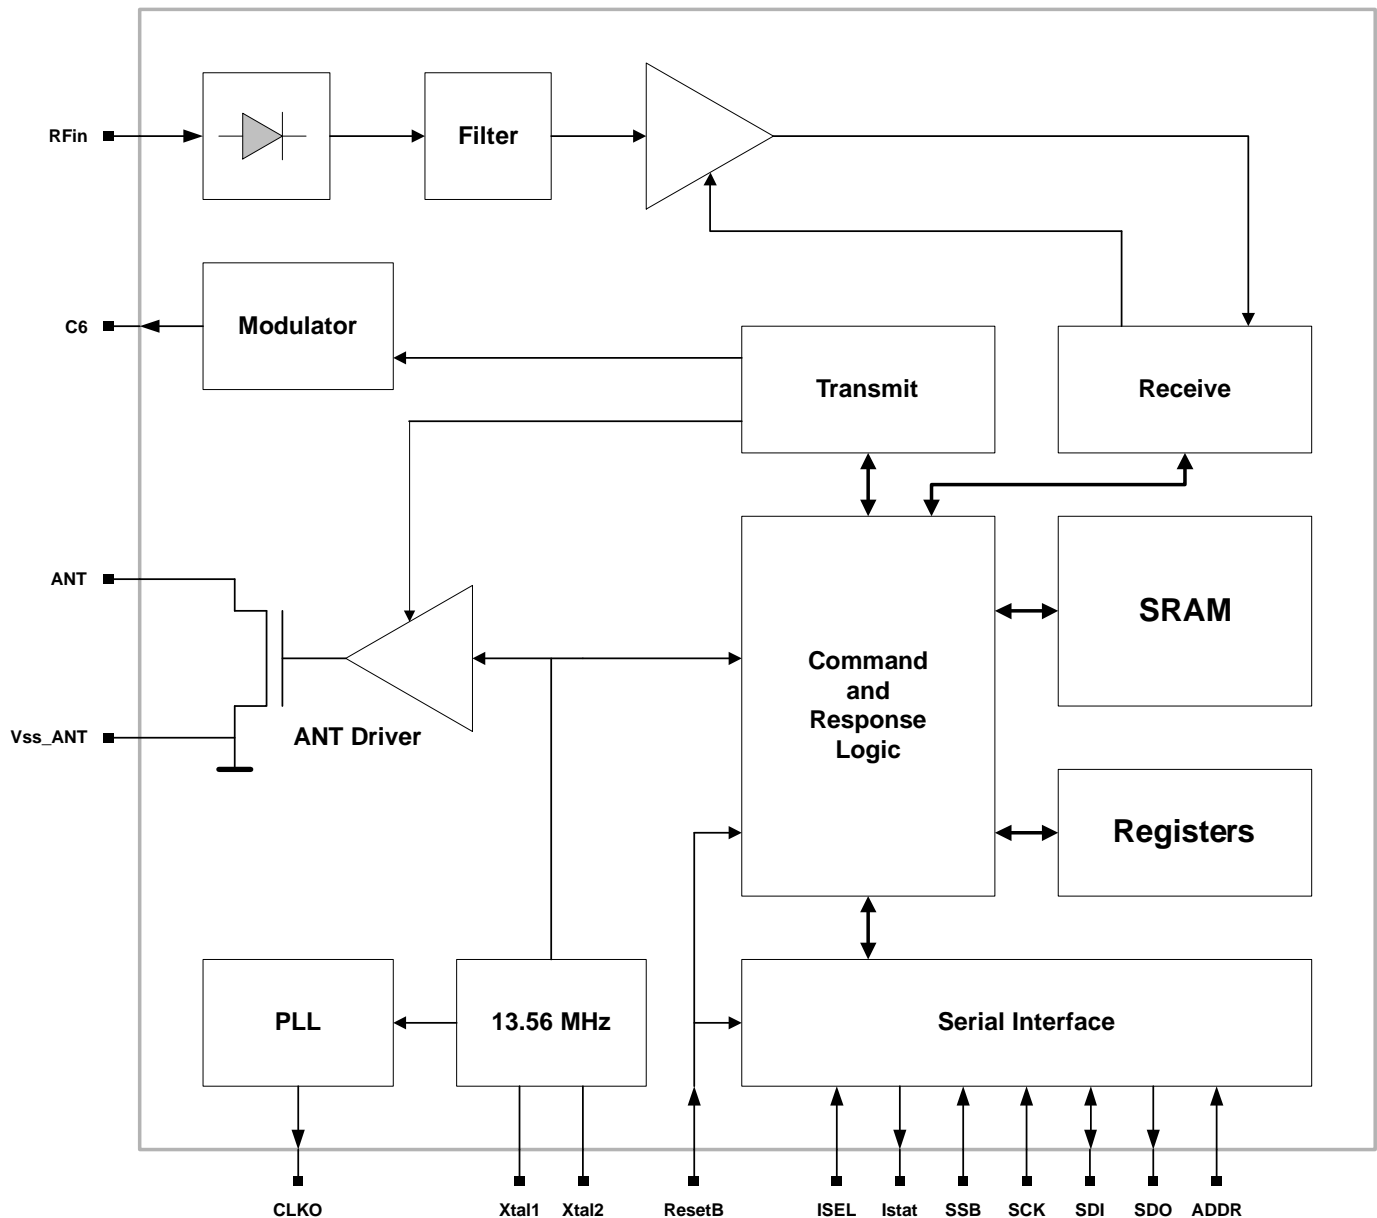 RFin
Filter
C6
Modulator
Transmit
Receive
ANT
SRAM
Command
and
Response
Logic
Vss_ANT
ANT Driver
Registers
PLL
13.56 MHz
Serial Interface
CLKO
Xtal1
Xtal2
ResetB
ISEL
Istat
SSB
SCK
SDI
SDO
ADDR